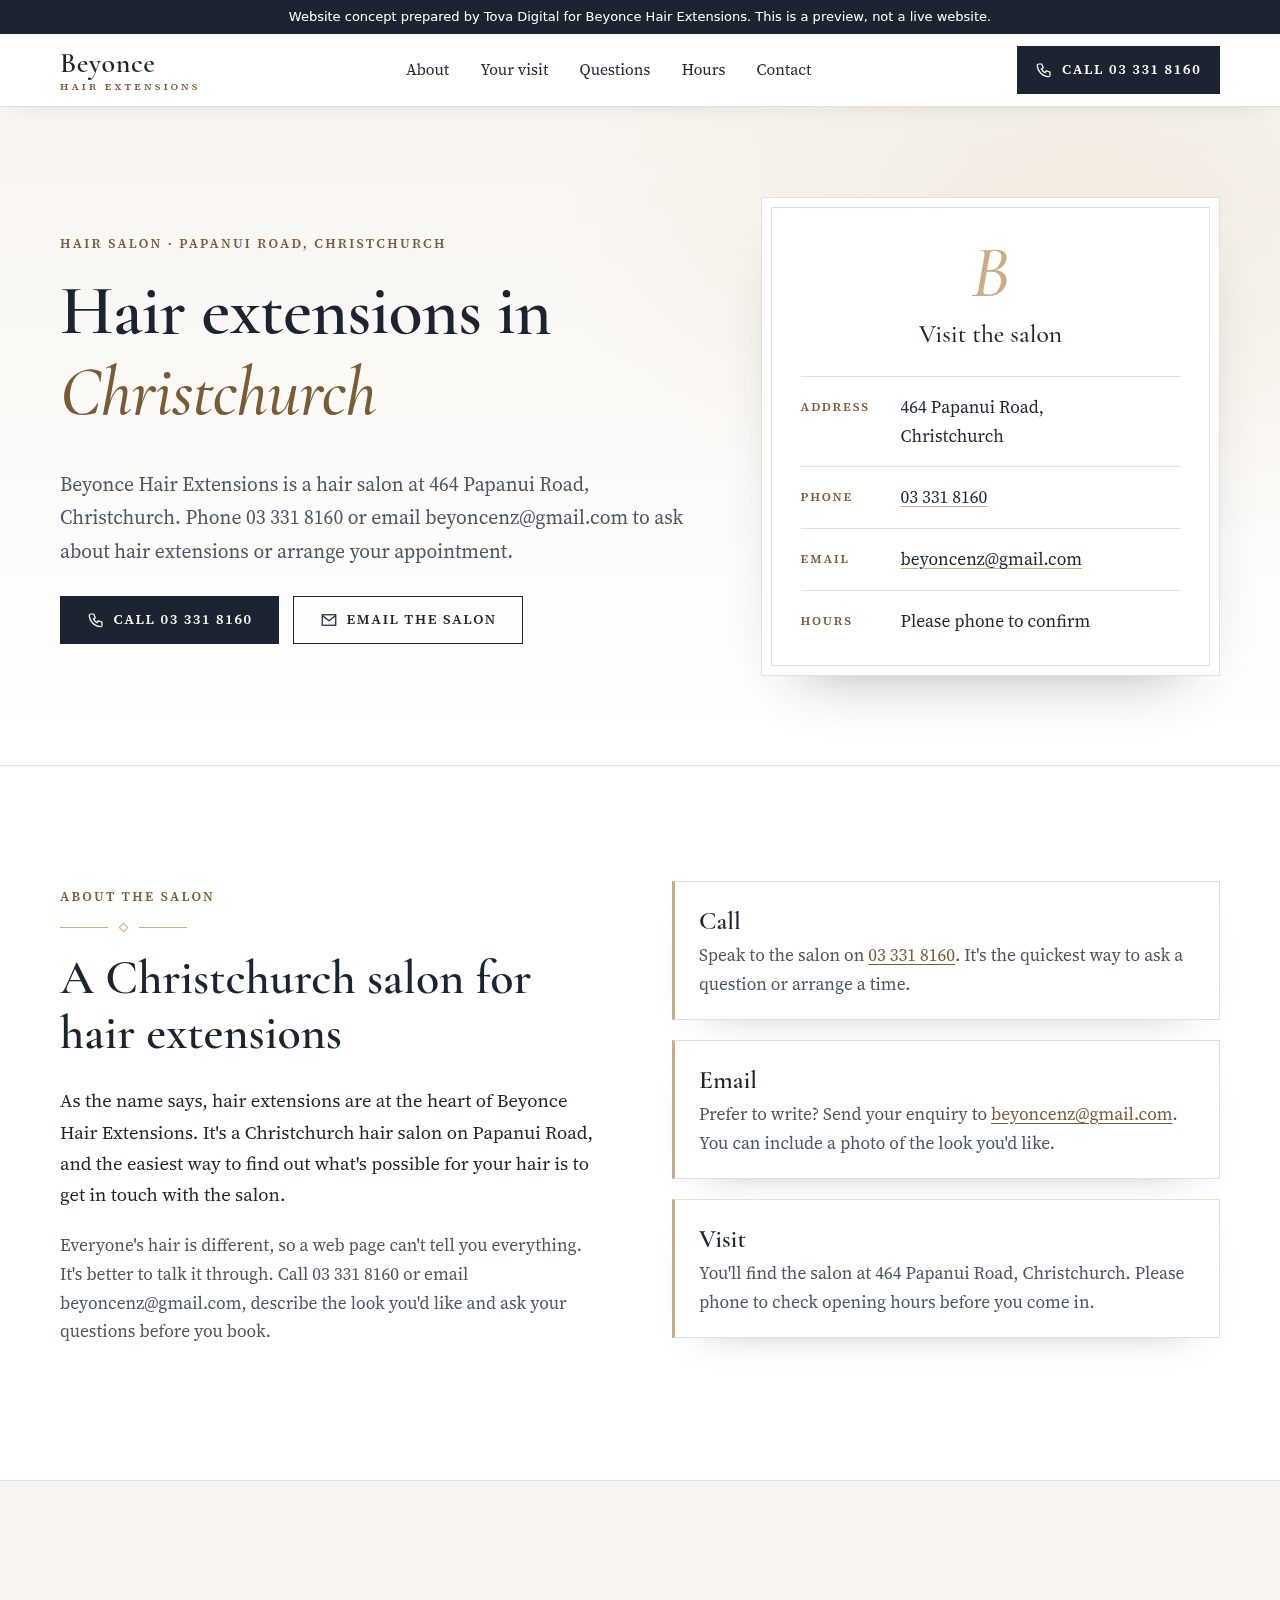 Website concept prepared by Tova Digital for Beyonce Hair Extensions. This is a preview, not a live website.
Beyonce
HAIR EXTENSIONS
About
Your visit
Questions
Hours
Contact
CALL 03 331 8160
HAIR SALON · PAPANUI ROAD, CHRISTCHURCH
Hair extensions in
Christchurch
Beyonce Hair Extensions is a hair salon at 464 Papanui Road,
Christchurch. Phone 03 331 8160 or email beyoncenz@gmail.com to ask
about hair extensions or arrange your appointment.
CALL 03 331 8160
EMAIL THE SALON
B
Visit the salon
ADDRESS
464 Papanui Road,
Christchurch
PHONE
03 331 8160
EMAIL
beyoncenz@gmail.com
HOURS
Please phone to confirm
ABOUT THE SALON
A Christchurch salon for
hair extensions
As the name says, hair extensions are at the heart of Beyonce
Hair Extensions. It's a Christchurch hair salon on Papanui Road,
and the easiest way to find out what's possible for your hair is to
get in touch with the salon.
Everyone's hair is different, so a web page can't tell you everything.
It's better to talk it through. Call 03 331 8160 or email
beyoncenz@gmail.com, describe the look you'd like and ask your
questions before you book.
Call
Speak to the salon on 03 331 8160. It's the quickest way to ask a
question or arrange a time.
Email
Prefer to write? Send your enquiry to beyoncenz@gmail.com.
You can include a photo of the look you'd like.
Visit
You'll find the salon at 464 Papanui Road, Christchurch. Please
phone to check opening hours before you come in.